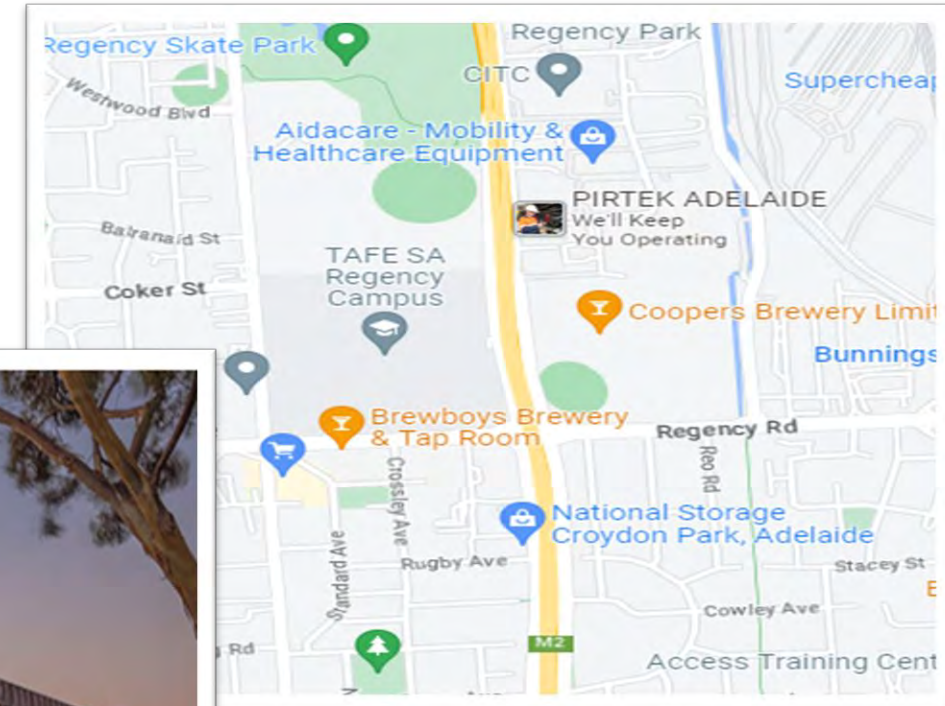 Regency Skate Park
Regency Park
CITC
Westwood Blvd
Supercheap
Aidacare - Mobility &
Healthcare Equipment
PIRTEK ADELAIDE
We'll Keep
You Operating
Balranald St
TAFE SA
Regency
Campus
Coker St
Coopers Brewery Limit
Bunnings
Brewboys Brewery
& Tap Room
Regency Rd
Reo Rd
Crossley Ave
National Storage
Croydon Park, Adelaide
Standard Ave
Rugby Ave
Stacey St
Cowley Ave
Rd
M2
Access Training Cent